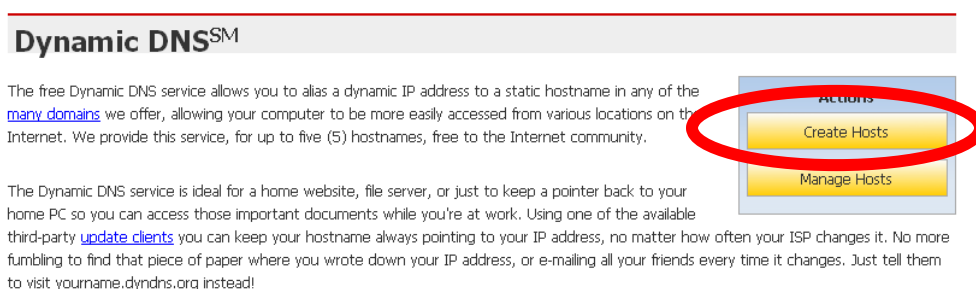 Dynamic DNSSM
The free Dynamic DNS service allows you to alias a dynamic IP address to a static hostname in any of the
many domains we offer, allowing your computer to be more easily accessed from various locations on the
Internet. We provide this service, for up to five (5) hostnames, free to the Internet community.
Actions
Create Hosts
Manage Hosts
The Dynamic DNS service is ideal for a home website, file server, or just to keep a pointer back to your
home PC so you can access those important documents while you're at work. Using one of the available
third-party update clients you can keep your hostname always pointing to your IP address, no matter how often your ISP changes it. No more
fumbling to find that piece of paper where you wrote down your IP address, or e-mailing all your friends every time it changes. Just tell them
to visit yourname.dyndns.org instead!